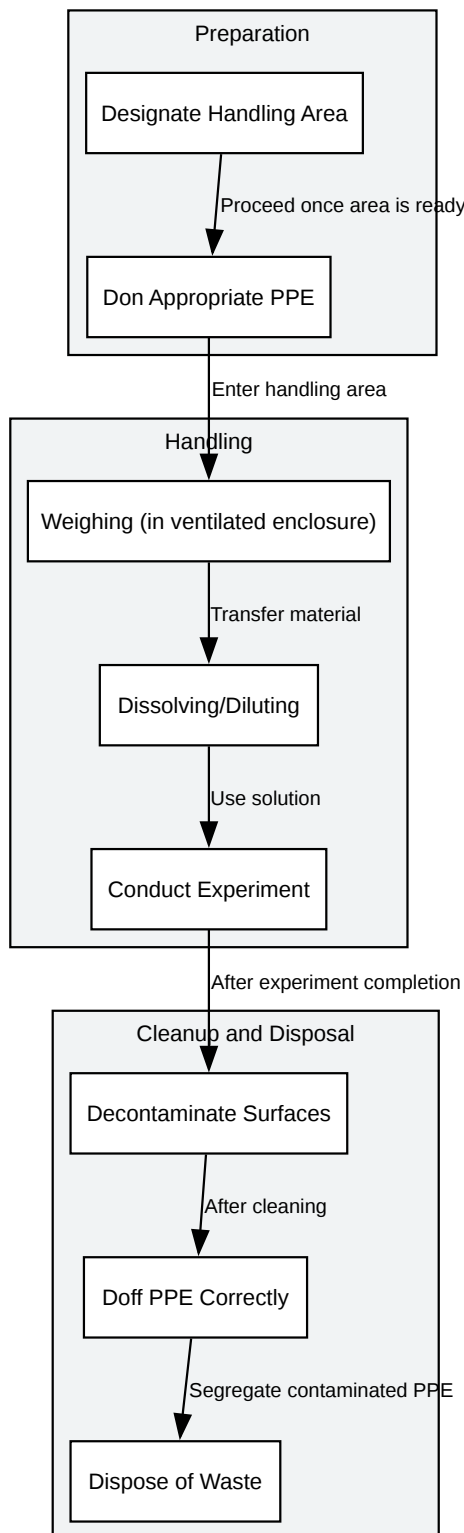 Preparation
Designate Handling Area
Proceed once area is ready
Don Appropriate PPE
Enter handling area
Handling
Weighing (in ventilated enclosure)
Transfer material
Dissolving/Diluting
Use solution
Conduct Experiment
After experiment completion
Cleanup and Disposal
Decontaminate Surfaces
After cleaning
Doff PPE Correctly
Segregate contaminated PPE
Dispose of Waste